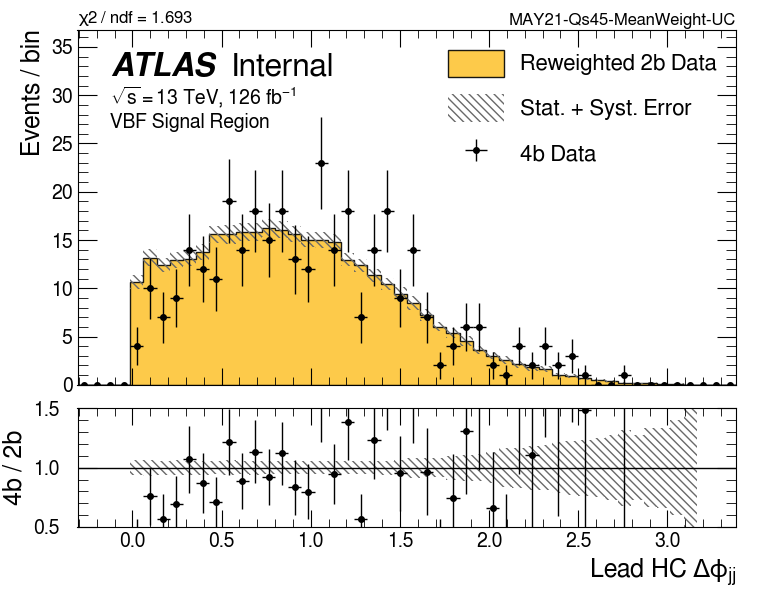 χ2 / ndf = 1.693
MAY21-Qs45-MeanWeight-UC
Events / bin
35
30
25
20
15
10
5
0
ATLAS Internal
√s = 13 TeV, 126 fb⁻¹
VBF Signal Region
Reweighted 2b Data
Stat. + Syst. Error
4b Data
4b / 2b
1.5
1.0
0.5
0.0 0.5 1.0 1.5 2.0 2.5 3.0
Lead HC Δϕjj